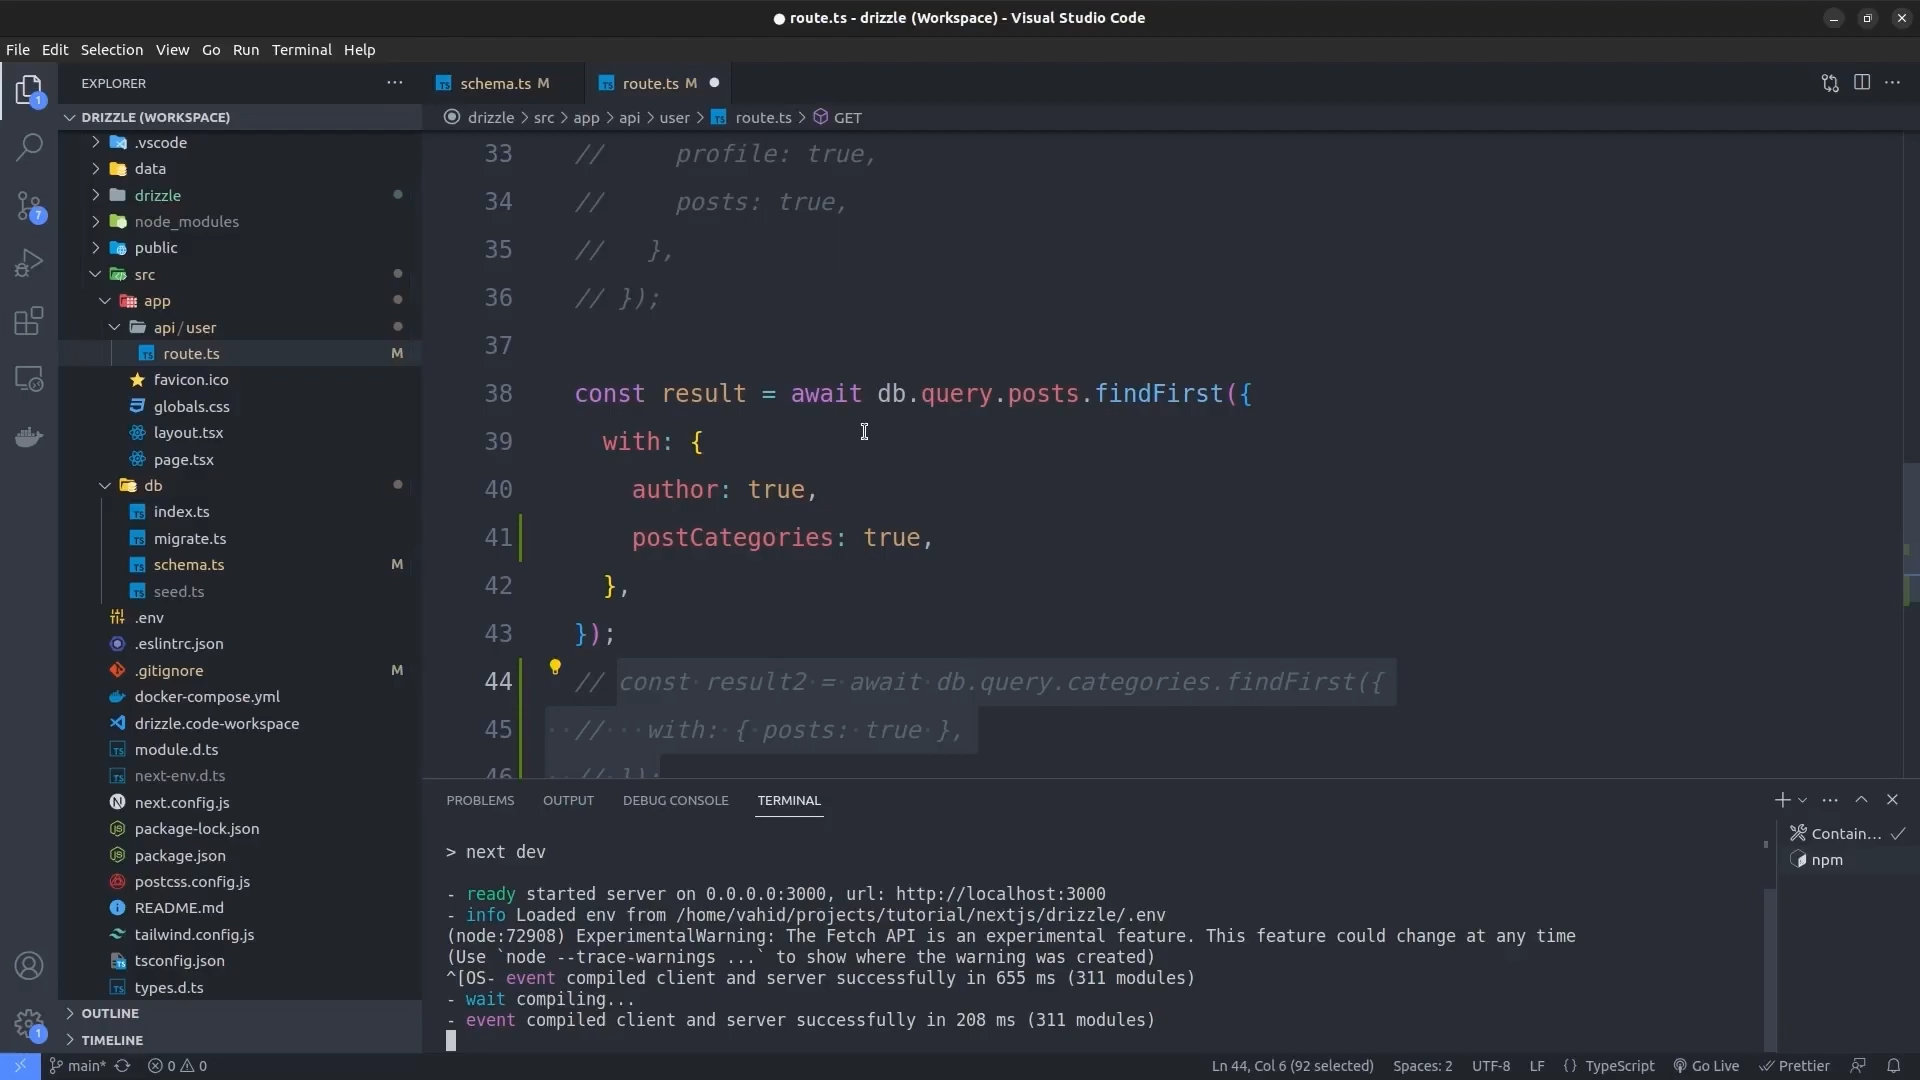 route.ts - drizzle (Workspace) - Visual Studio Code
File Edit Selection View Go Run Terminal Help
EXPLORER
DRIZZLE (WORKSPACE)
.vscode
data
drizzle
node_modules
public
src
app
api/user
route.ts M
favicon.ico
globals.css
layout.tsx
page.tsx
db
index.ts
migrate.ts
schema.ts M
seed.ts
.env
.eslintrc.json
.gitignore M
docker-compose.yml
drizzle.code-workspace
module.d.ts
next-env.d.ts
next.config.js
package-lock.json
package.json
postcss.config.js
README.md
tailwind.config.js
tsconfig.json
types.d.ts
OUTLINE
TIMELINE
1
7
1
schema.ts M route.ts M
drizzle > src > app > api > user > route.ts > GET
33 // profile: true,
34 // posts: true,
35 // },
36 // });
37
38 const result = await db.query.posts.findFirst({
39 with: {
40 author: true,
41 postCategories: true,
42 },
43 });
44 // const result2 = await db.query.categories.findFirst({
45 // with: { posts: true },
46 // });
PROBLEMS OUTPUT DEBUG CONSOLE TERMINAL
> next dev
- ready started server on 0.0.0.0:3000, url: http://localhost:3000
- info Loaded env from /home/vahid/projects/tutorial/nextjs/drizzle/.env
(node:72908) ExperimentalWarning: The Fetch API is an experimental feature. This feature could change at any time
(Use `node --trace-warnings ...` to show where the warning was created)
^[OS- event compiled client and server successfully in 655 ms (311 modules)
- wait compiling...
- event compiled client and server successfully in 208 ms (311 modules)
Contain...
npm
main* 0 0 Ln 44, Col 6 (92 selected) Spaces: 2 UTF-8 LF {} TypeScript Go Live Prettier